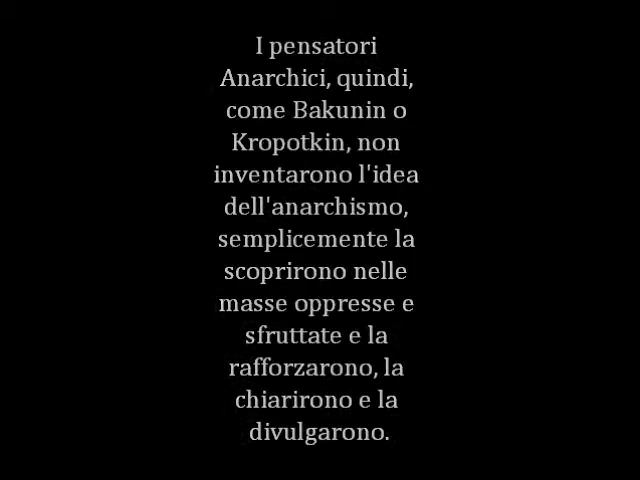 I pensatori
Anarchici, quindi,
come Bakunin o
Kropotkin, non
inventarono l'idea
dell'anarchismo,
semplicemente la
scoprirono nelle
masse oppresse e
sfruttate e la
rafforzarono, la
chiarirono e la
divulgarono.